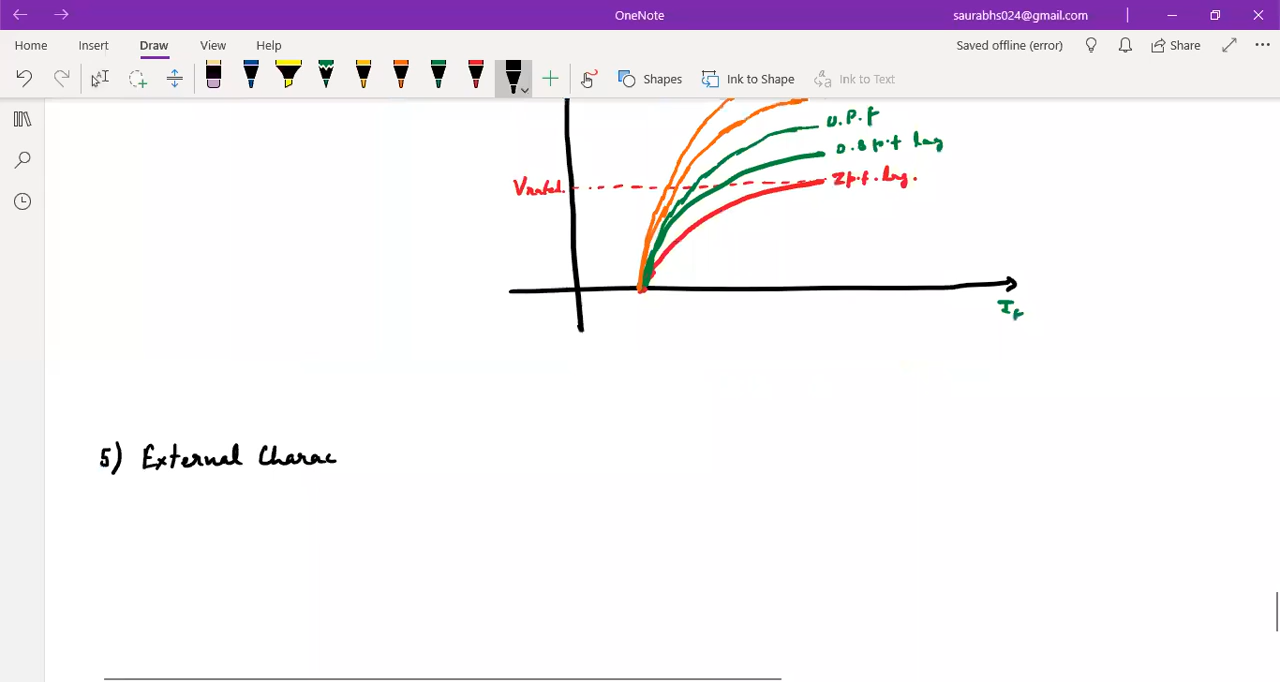 OneNote
saurabhs024@gmail.com
Home Insert Draw View Help
Saved offline (error) Share
Shapes Ink to Shape Ink to Text
U.P.f
0.8 p.f lag
Vrated.
Zp.f. lag.
If
5) External Charac